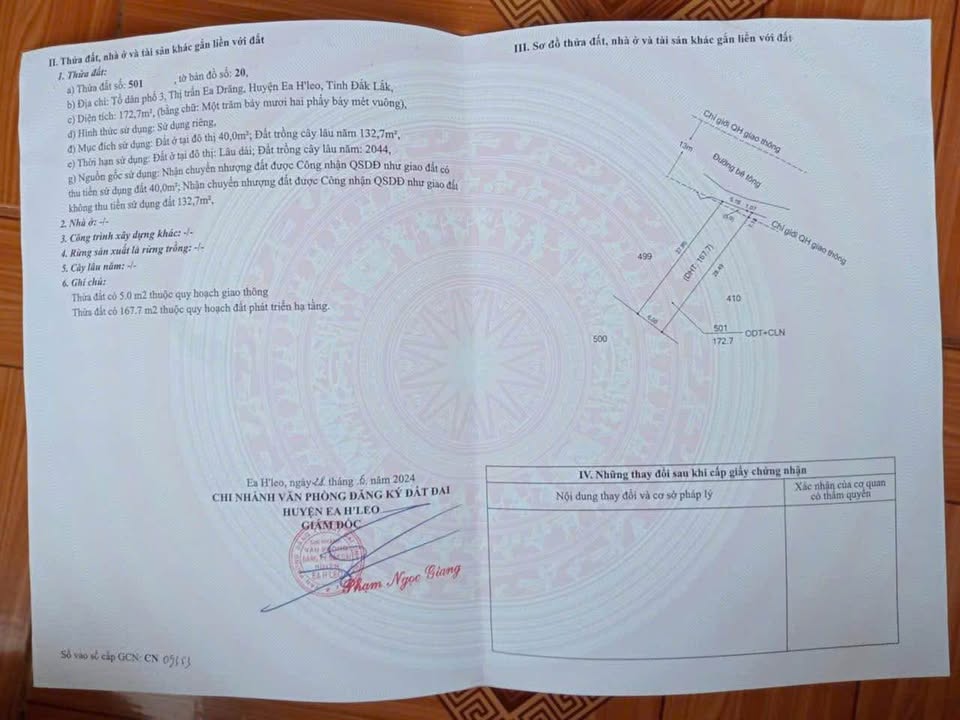 II. Thửa đất, nhà ở và tài sản khác gắn liền với đất
1. Thửa đất:
a) Thửa đất số: 501 , tờ bản đồ số: 20,
b) Địa chỉ: Tổ dân phố 3, Thị trấn Ea Drăng, Huyện Ea H'leo, Tỉnh Đắk Lắk,
c) Diện tích: 172,7m², (bằng chữ: Một trăm bảy mươi hai phẩy bảy mét vuông),
d) Hình thức sử dụng: Sử dụng riêng,
đ) Mục đích sử dụng: Đất ở tại đô thị 40,0m²; Đất trồng cây lâu năm 132,7m²,
e) Thời hạn sử dụng: Đất ở tại đô thị: Lâu dài; Đất trồng cây lâu năm: 2044,
g) Nguồn gốc sử dụng: Nhận chuyển nhượng đất được Công nhận QSDĐ như giao đất có
thu tiền sử dụng đất 40,0m²; Nhận chuyển nhượng đất được Công nhận QSDĐ như giao đất
không thu tiền sử dụng đất 132,7m²,
2. Nhà ở: -/-
3. Công trình xây dựng khác: -/-
4. Rừng sản xuất là rừng trồng: -/-
5. Cây lâu năm: -/-
6. Ghi chú:
Thửa đất có 5.0 m2 thuộc quy hoạch giao thông
Thửa đất có 167.7 m2 thuộc quy hoạch đất phát triển hạ tầng.
Ea H'leo, ngày tháng 6 năm 2024
CHI NHÁNH VĂN PHÒNG ĐĂNG KÝ ĐẤT ĐAI
HUYỆN EA H'LEO
GIÁM ĐỐC
Phạm Ngọc Giang
Số vào sổ cấp GCN: CN
III. Sơ đồ thửa đất, nhà ở và tài sản khác gắn liền với đất
Chỉ giới QH giao thông
13m
Đường bê tông
Chỉ giới QH giao thông
499
(DHT: 167.7)
410
500
501
172.7
ODT+CLN
IV. Những thay đổi sau khi cấp giấy chứng nhận
Nội dung thay đổi và cơ sở pháp lý
Xác nhận của cơ quan
có thẩm quyền